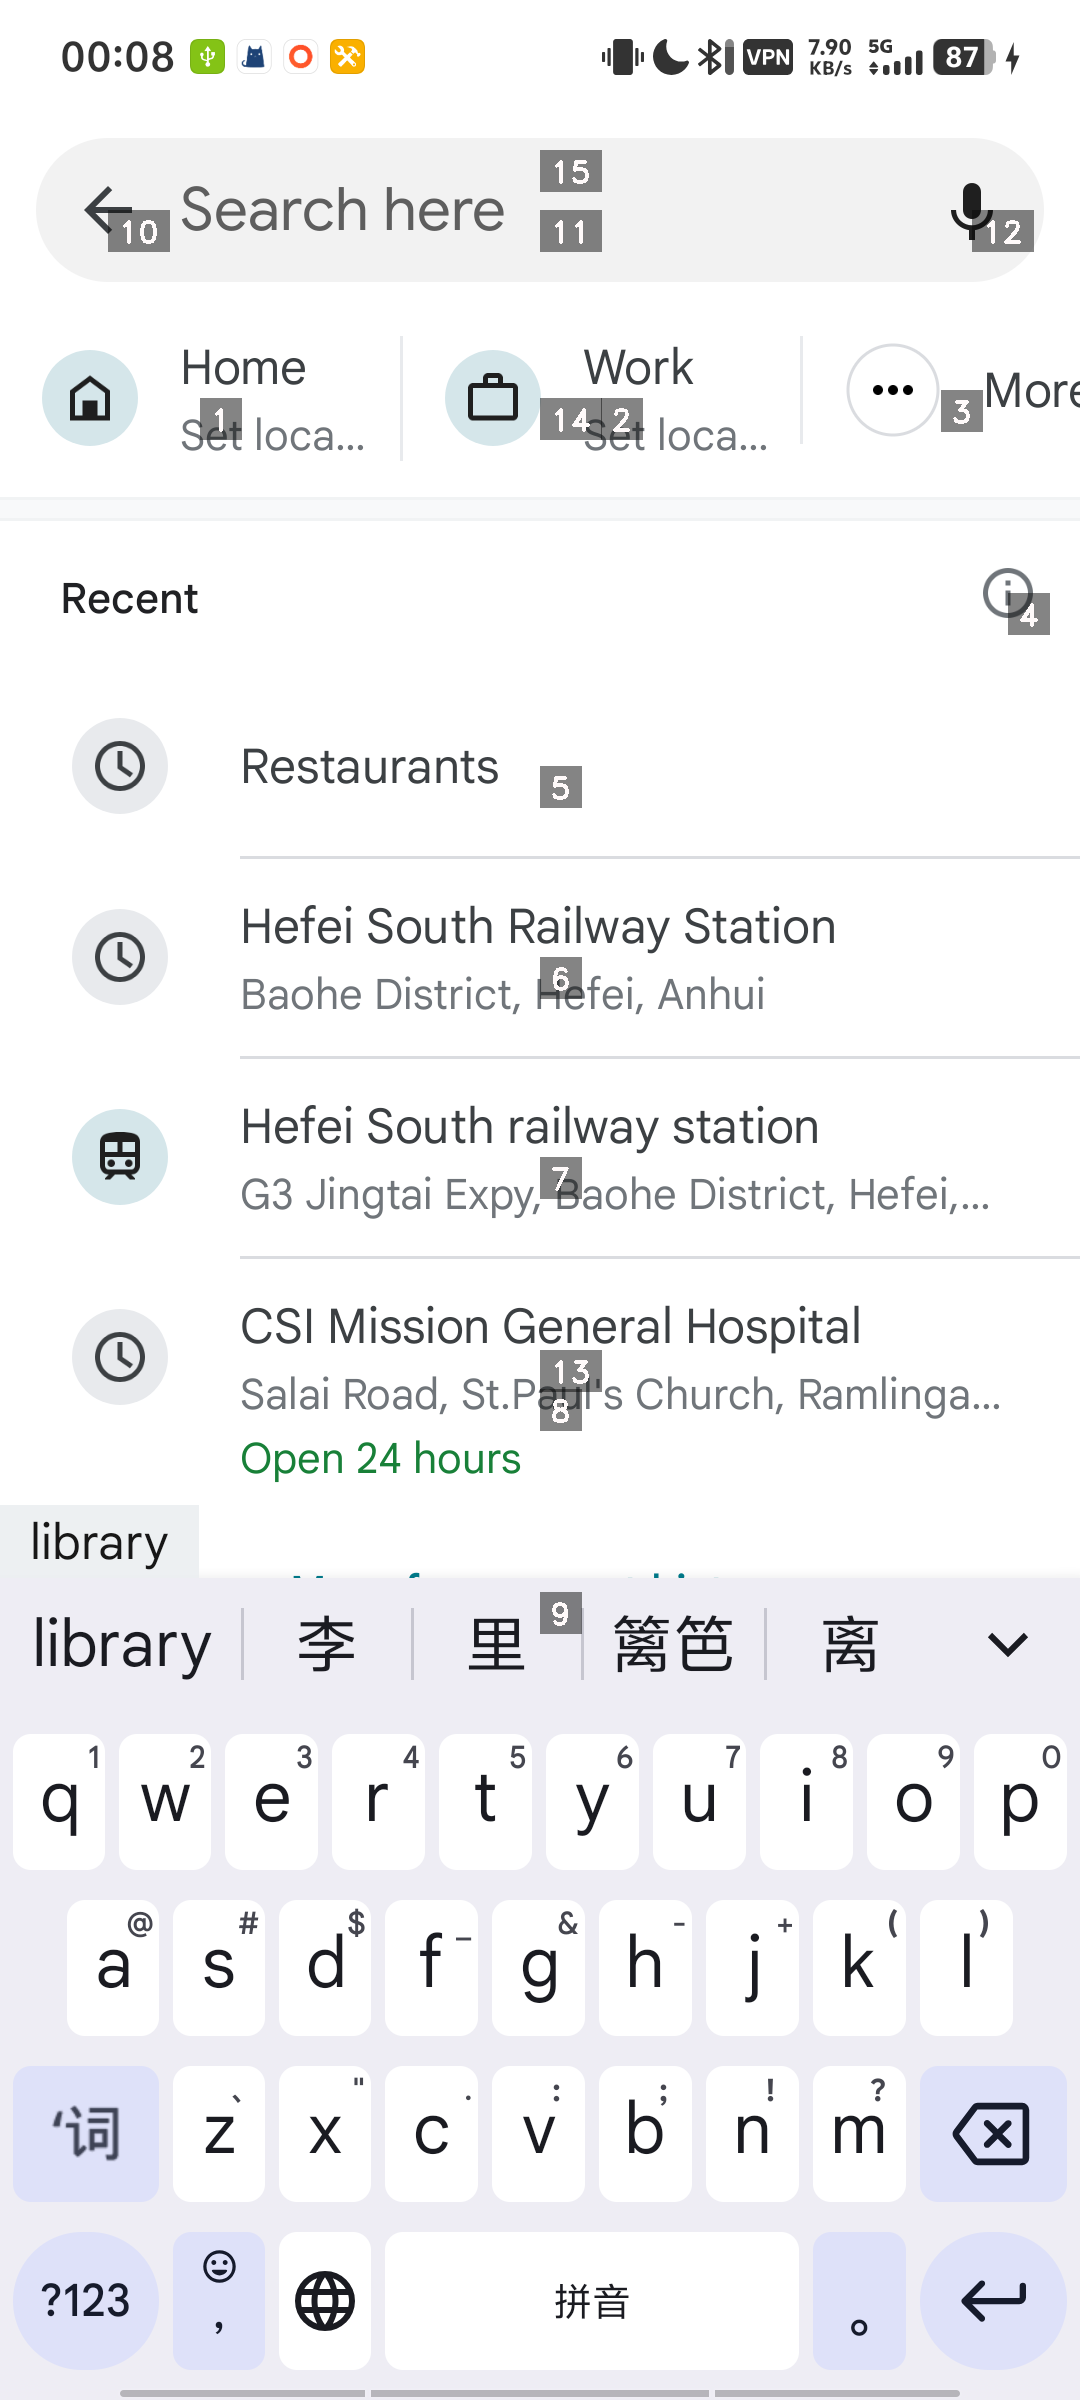 00:08
VPN
7.90
KB/s
5G
87
Search here
15
10
11
12
Home
Set loca...
Work
Set loca...
More
1
14
2
3
Recent
4
Restaurants
5
Hefei South Railway Station
Baohe District, Hefei, Anhui
6
Hefei South railway station
G3 Jingtai Expy, Baohe District, Hefei,...
7
CSI Mission General Hospital
13
Salai Road, St.Paul's Church, Ramlinga...
8
Open 24 hours
library
library 李 里 篱笆 离
9
1 2 3 4 5 6 7 8 9 0
q w e r t y u i o p
@ # $ _ & - + ( )
a s d f g h j k l
、 " . : ; ! ?
'词 z x c v b n m
?123 , 拼音 。